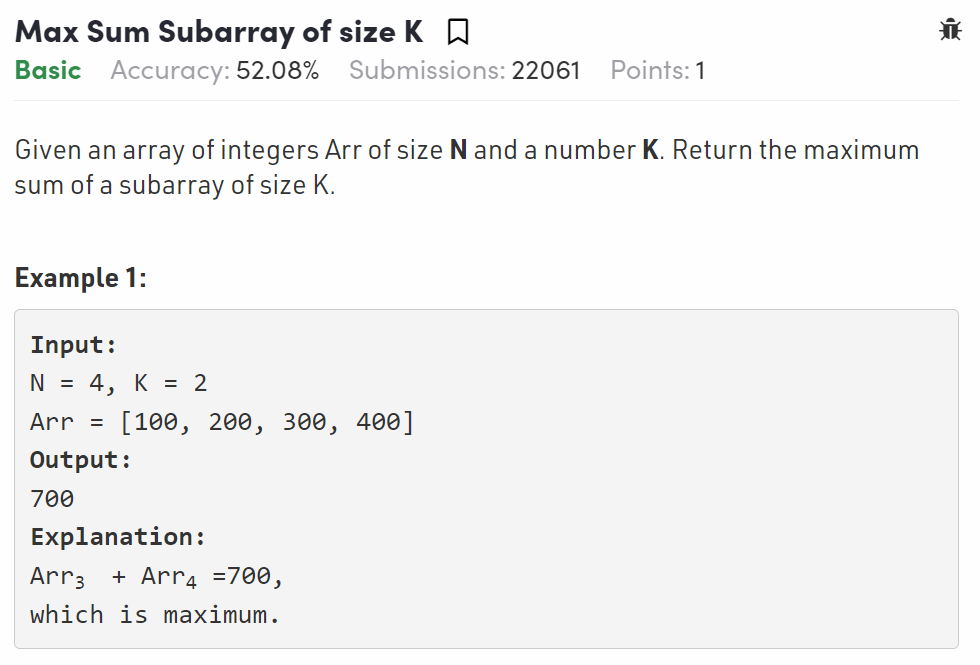 Max Sum Subarray of size K
Basic Accuracy: 52.08% Submissions: 22061 Points: 1
Given an array of integers Arr of size N and a number K. Return the maximum
sum of a subarray of size K.
Example 1:
Input:
N = 4, K = 2
Arr = [100, 200, 300, 400]
Output:
700
Explanation:
Arr₃  + Arr₄ =700,
which is maximum.